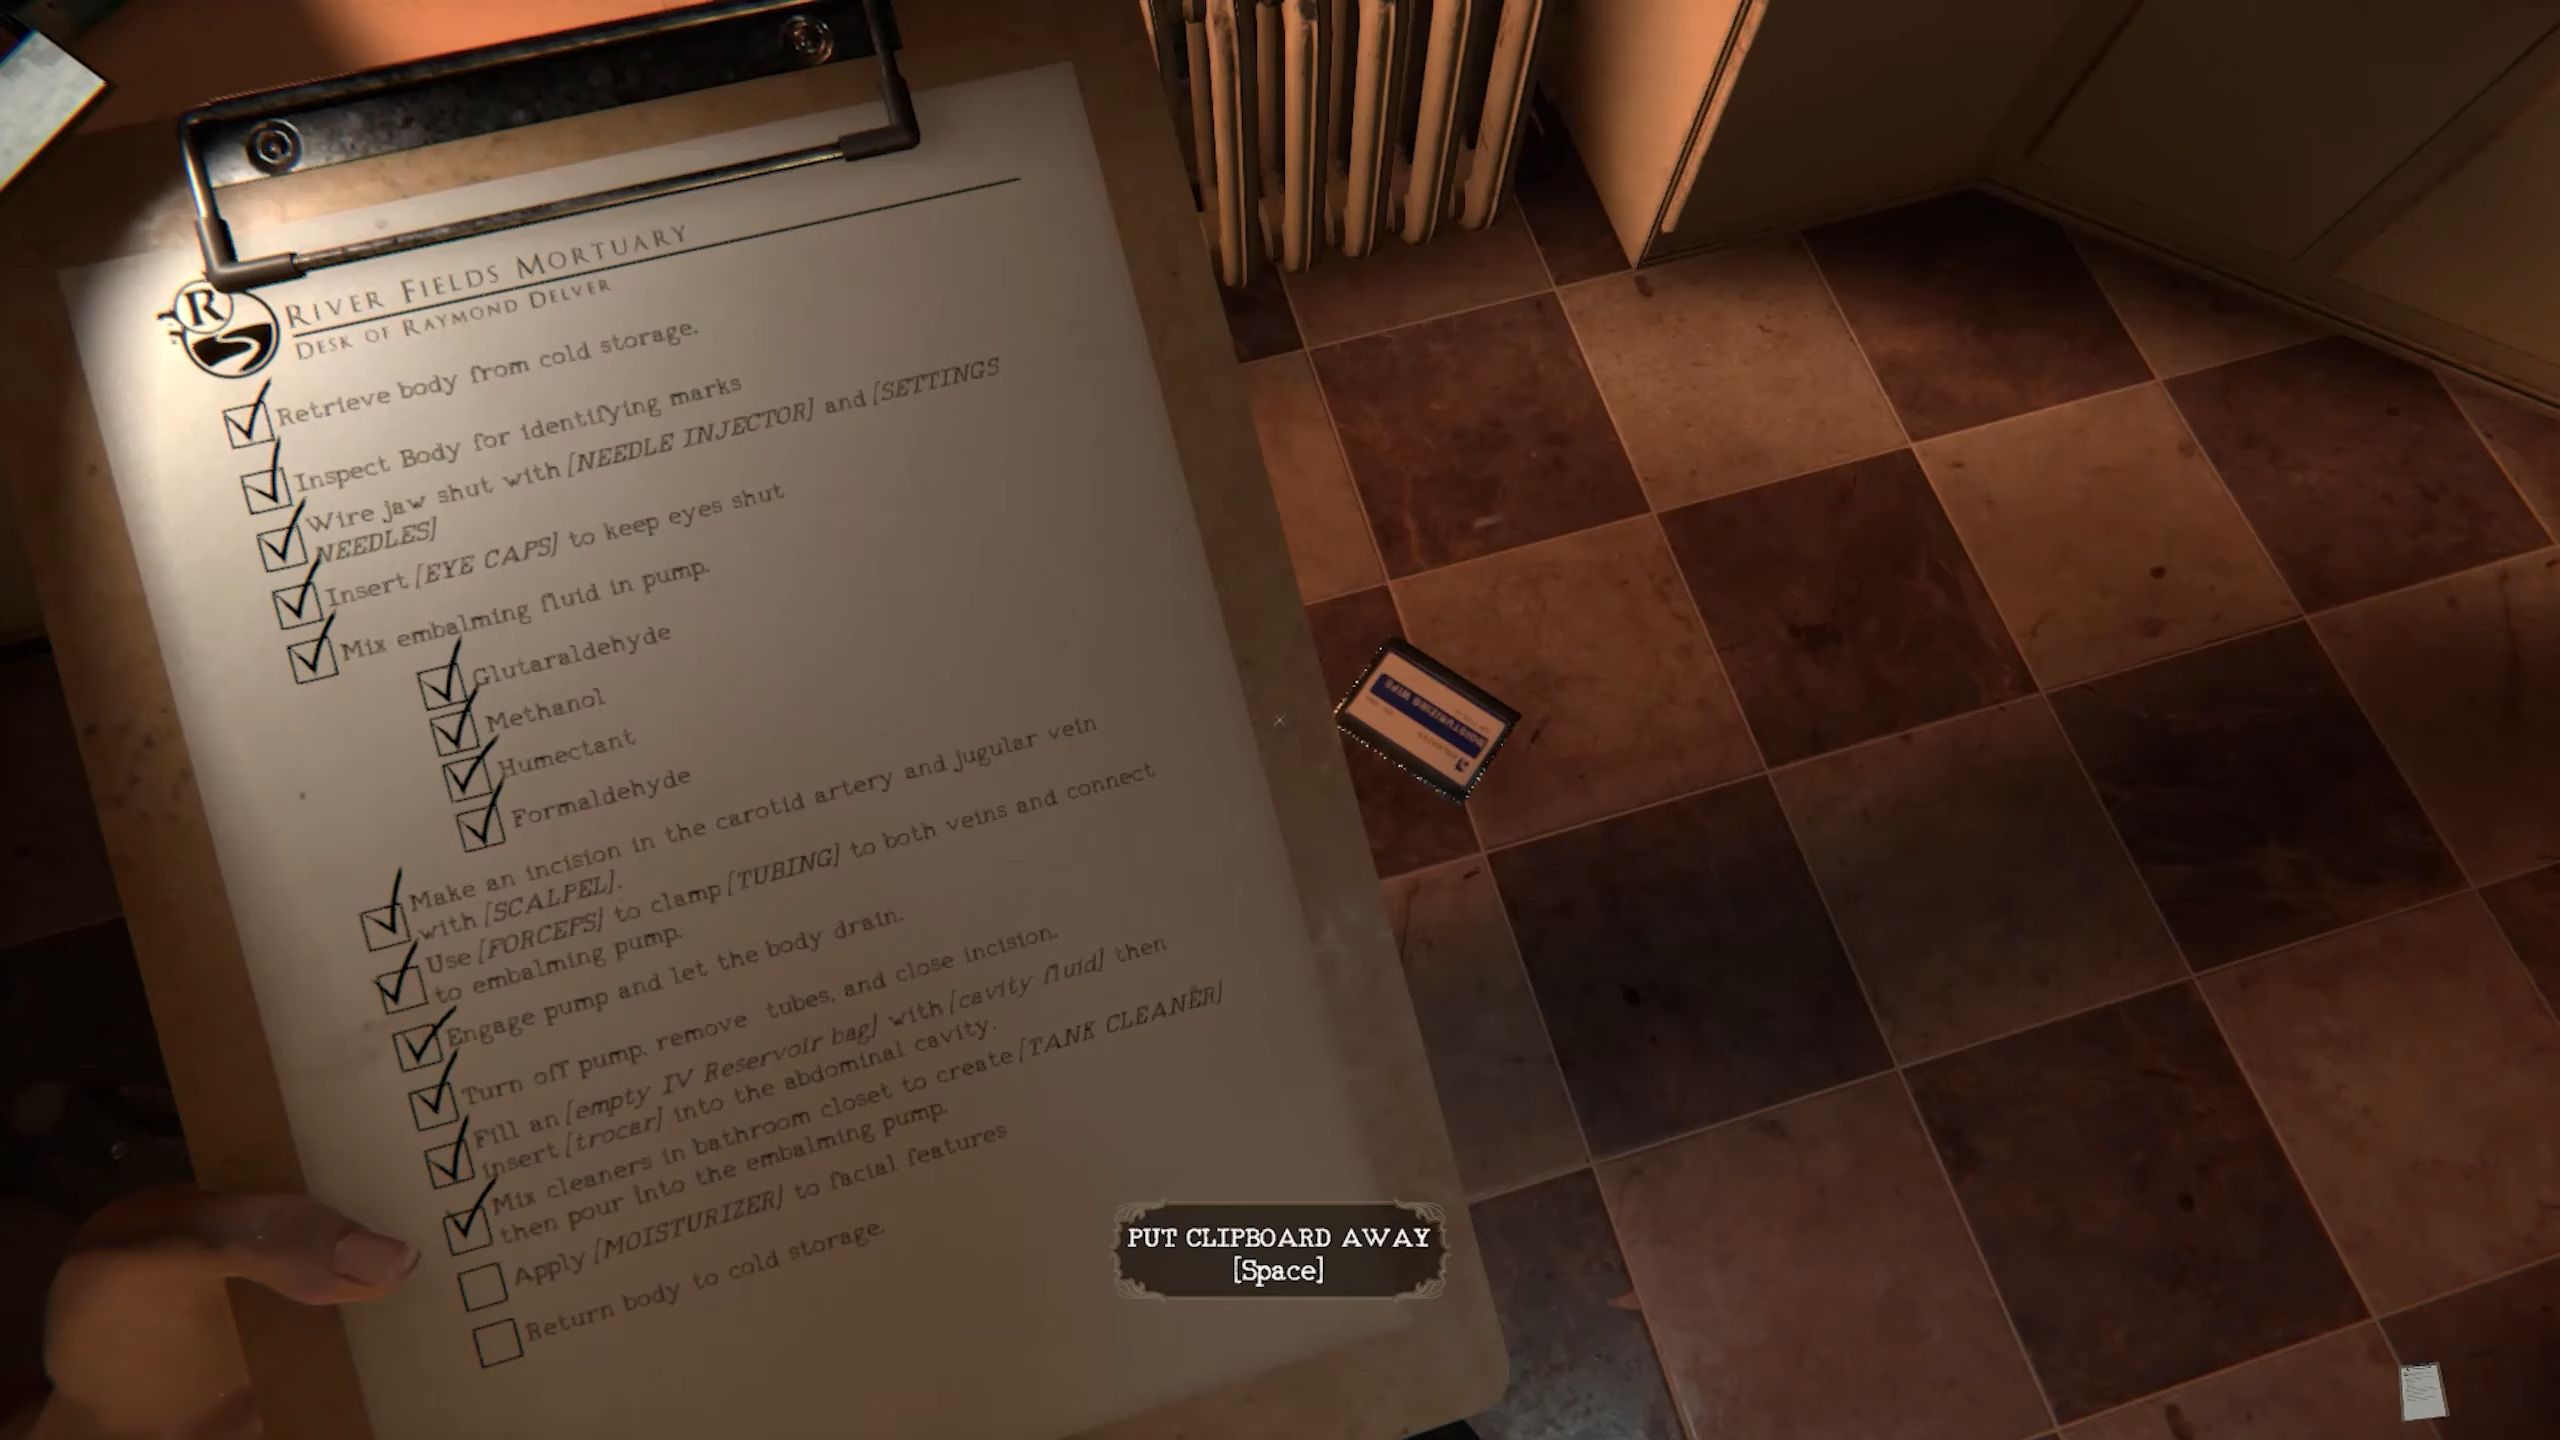 RIVER FIELDS MORTUARY
DESK OF RAYMOND DELVER
Retrieve body from cold storage.
Inspect Body for identifying marks
Wire jaw shut with [NEEDLE INJECTOR] and [SETTINGS
NEEDLES]
Insert [EYE CAPS] to keep eyes shut
Mix embalming fluid in pump.
Glutaraldehyde
Methanol
Humectant
Formaldehyde
Make an incision in the carotid artery and jugular vein
with [SCALPEL].
Use [FORCEPS] to clamp [TUBING] to both veins and connect
to embalming pump.
Engage pump and let the body drain.
Turn off pump, remove tubes, and close incision.
Fill an [empty IV Reservoir bag] with [cavity fluid] then
insert [trocar] into the abdominal cavity.
Mix cleaners in bathroom closet to create [TANK CLEANER]
then pour Into the embalming pump.
Apply [MOISTURIZER] to facial features
Return body to cold storage.
MOISTURIZING WIPES
PUT CLIPBOARD AWAY
[Space]